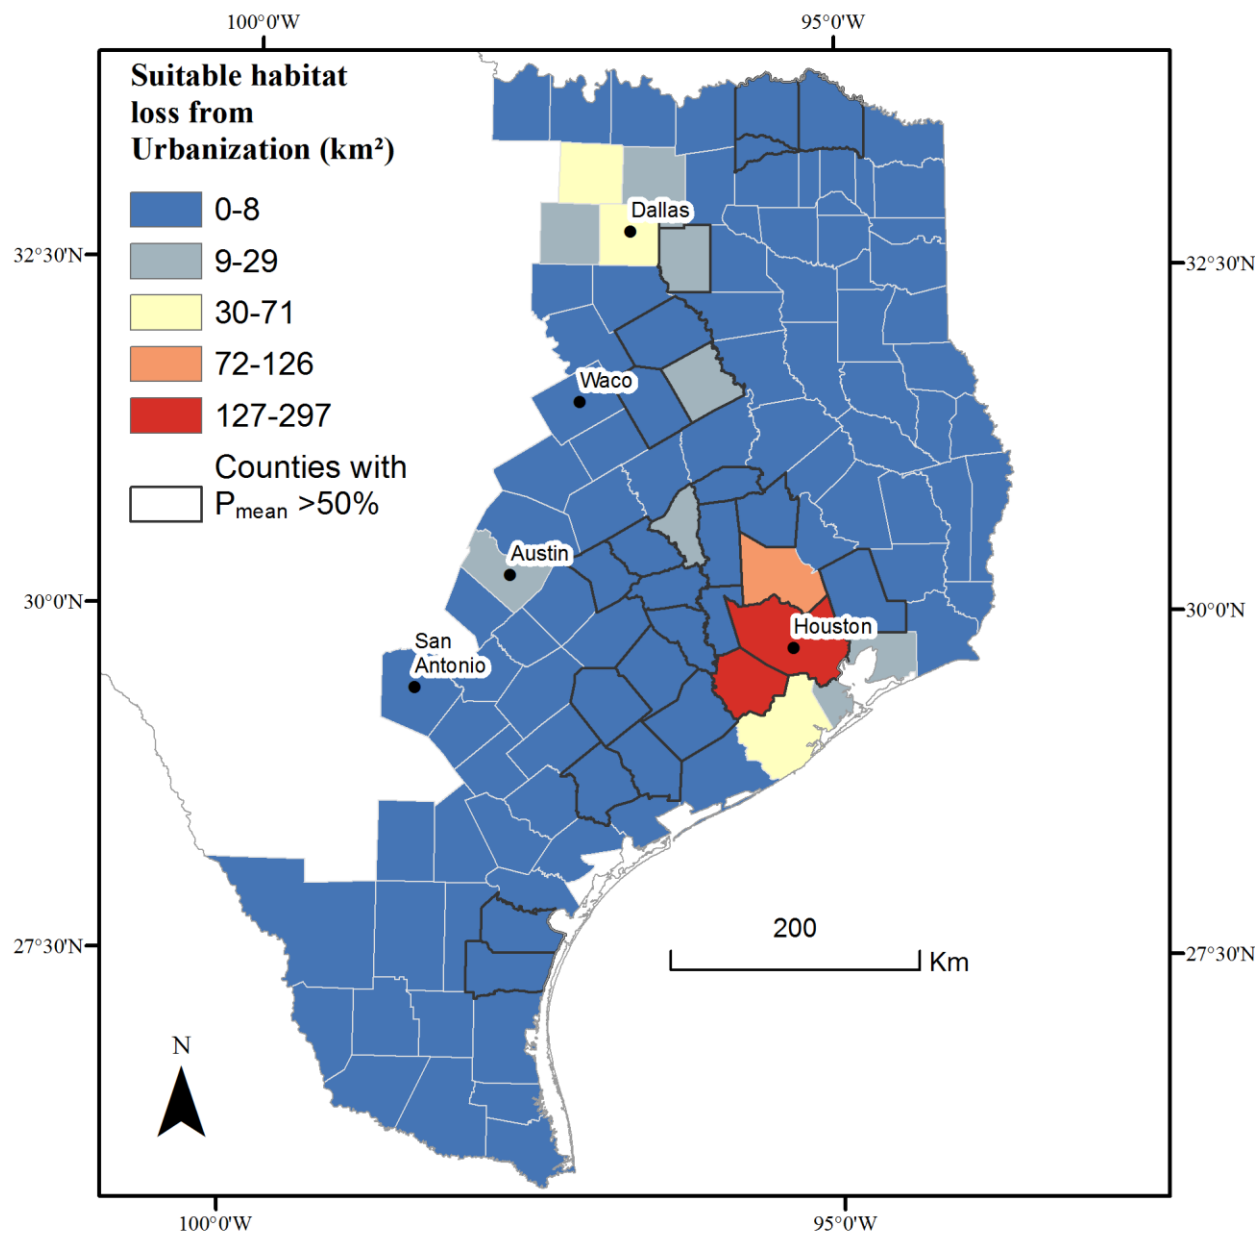 100°0'W 95°0'W
Suitable habitat
loss from
Urbanization (km²)
0-8
9-29
30-71
72-126
127-297
Counties with
Pmean >50%
Dallas
32°30'N 32°30'N
Waco
Austin
30°0'N 30°0'N
Houston
San
Antonio
200
Km
27°30'N 27°30'N
N
100°0'W 95°0'W